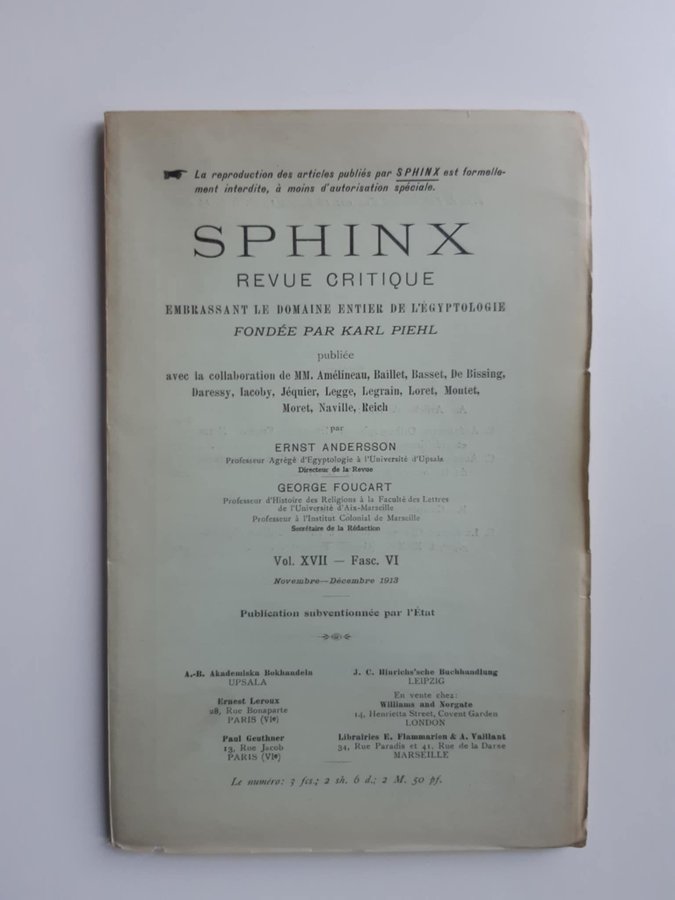 La reproduction des articles publiés par SPHINX est formelle-
ment interdite, à moins d'autorisation spéciale.
SPHINX
REVUE CRITIQUE
EMBRASSANT LE DOMAINE ENTIER DE L'ÉGYPTOLOGIE
FONDÉE PAR KARL PIEHL
publiée
avec la collaboration de MM. Amélineau, Baillet, Basset, De Bissing,
Daressy, Iacoby, Jéquier, Legge, Legrain, Loret, Moutet,
Moret, Naville, Reich
par
ERNST ANDERSSON
Professeur Agrégé d'Egyptologie à l'Université d'Upsala
Directeur de la Revue
GEORGE FOUCART
Professeur d'Histoire des Religions à la Faculté des Lettres
de l'Université d'Aix-Marseille
Professeur à l'Institut Colonial de Marseille
Secrétaire de la Rédaction
Vol. XVII — Fasc. VI
Novembre—Décembre 1913
Publication subventionnée par l'État
A.-B. Akademiska Bokhandeln
UPSALA
Ernest Leroux
28, Rue Bonaparte
PARIS (VIe)
Paul Geuthner
13, Rue Jacob
PARIS (VIe)
J. C. Hinrichs'sche Buchhandlung
LEIPZIG
En vente chez:
Williams and Norgate
14, Henrietta Street, Covent Garden
LONDON
Librairies E. Flammarion & A. Vaillant
34, Rue Paradis et 41, Rue de la Darse
MARSEILLE
Le numéro: 3 fcs.; 2 sh. 6 d.; 2 M. 50 pf.